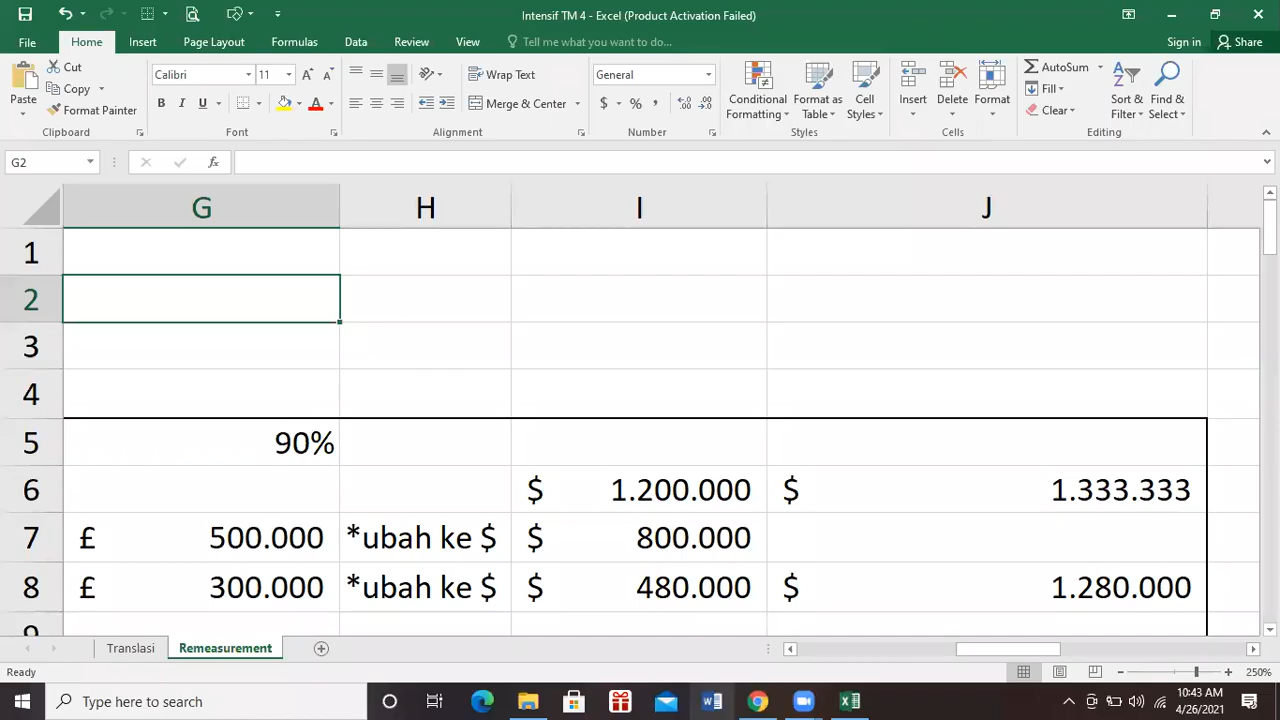 Intensif TM 4 - Excel (Product Activation Failed)
File Home Insert Page Layout Formulas Data Review View Tell me what you want to do... Sign in Share
Paste Cut Copy Format Painter Clipboard
Calibri 11 A A B I U A Font
Wrap Text Merge & Center Alignment
General $ % , Number
Conditional Formatting Format as Table Cell Styles Styles
Insert Delete Format Cells
AutoSum Fill Clear Sort & Filter Find & Select Editing
G2 fx
G H I J
1
2
3
4
5 90%
6 $ 1.200.000 $ 1.333.333
7 £ 500.000 *ubah ke $ $ 800.000
8 £ 300.000 *ubah ke $ $ 480.000 $ 1.280.000
9
Translasi Remeasurement
Ready 250%
Type here to search 10:43 AM
4/26/2021